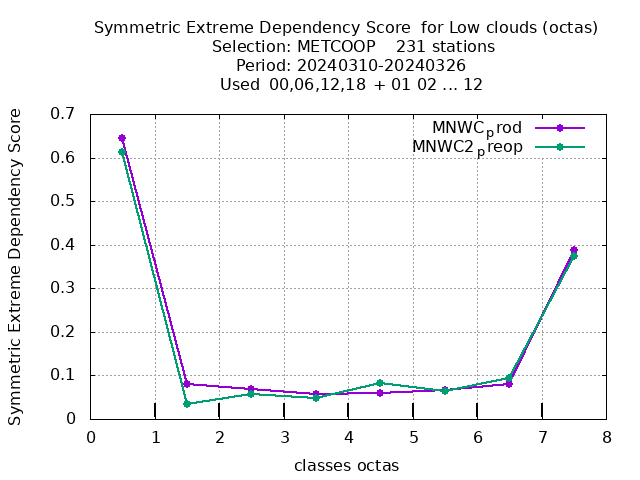 Symmetric Extreme Dependency Score  for Low clouds (octas)
Selection: METCOOP    231 stations
Period: 20240310-20240326
Used  00,06,12,18  + 01 02 ... 12
MNWCprod
MNWC2preop
Symmetric Extreme Dependency Score
0.7
0.6
0.5
0.4
0.3
0.2
0.1
0
0 1 2 3 4 5 6 7 8
classes octas